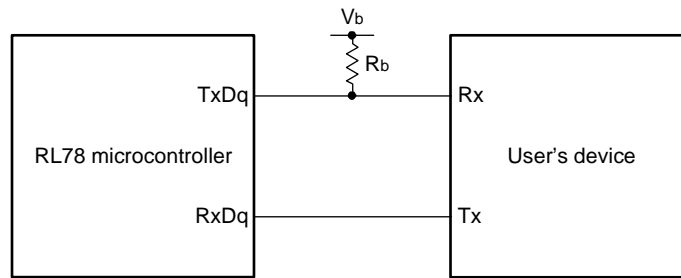 Vb
Rb
TxDq
Rx
RL78 microcontroller
User's device
RxDq
Tx